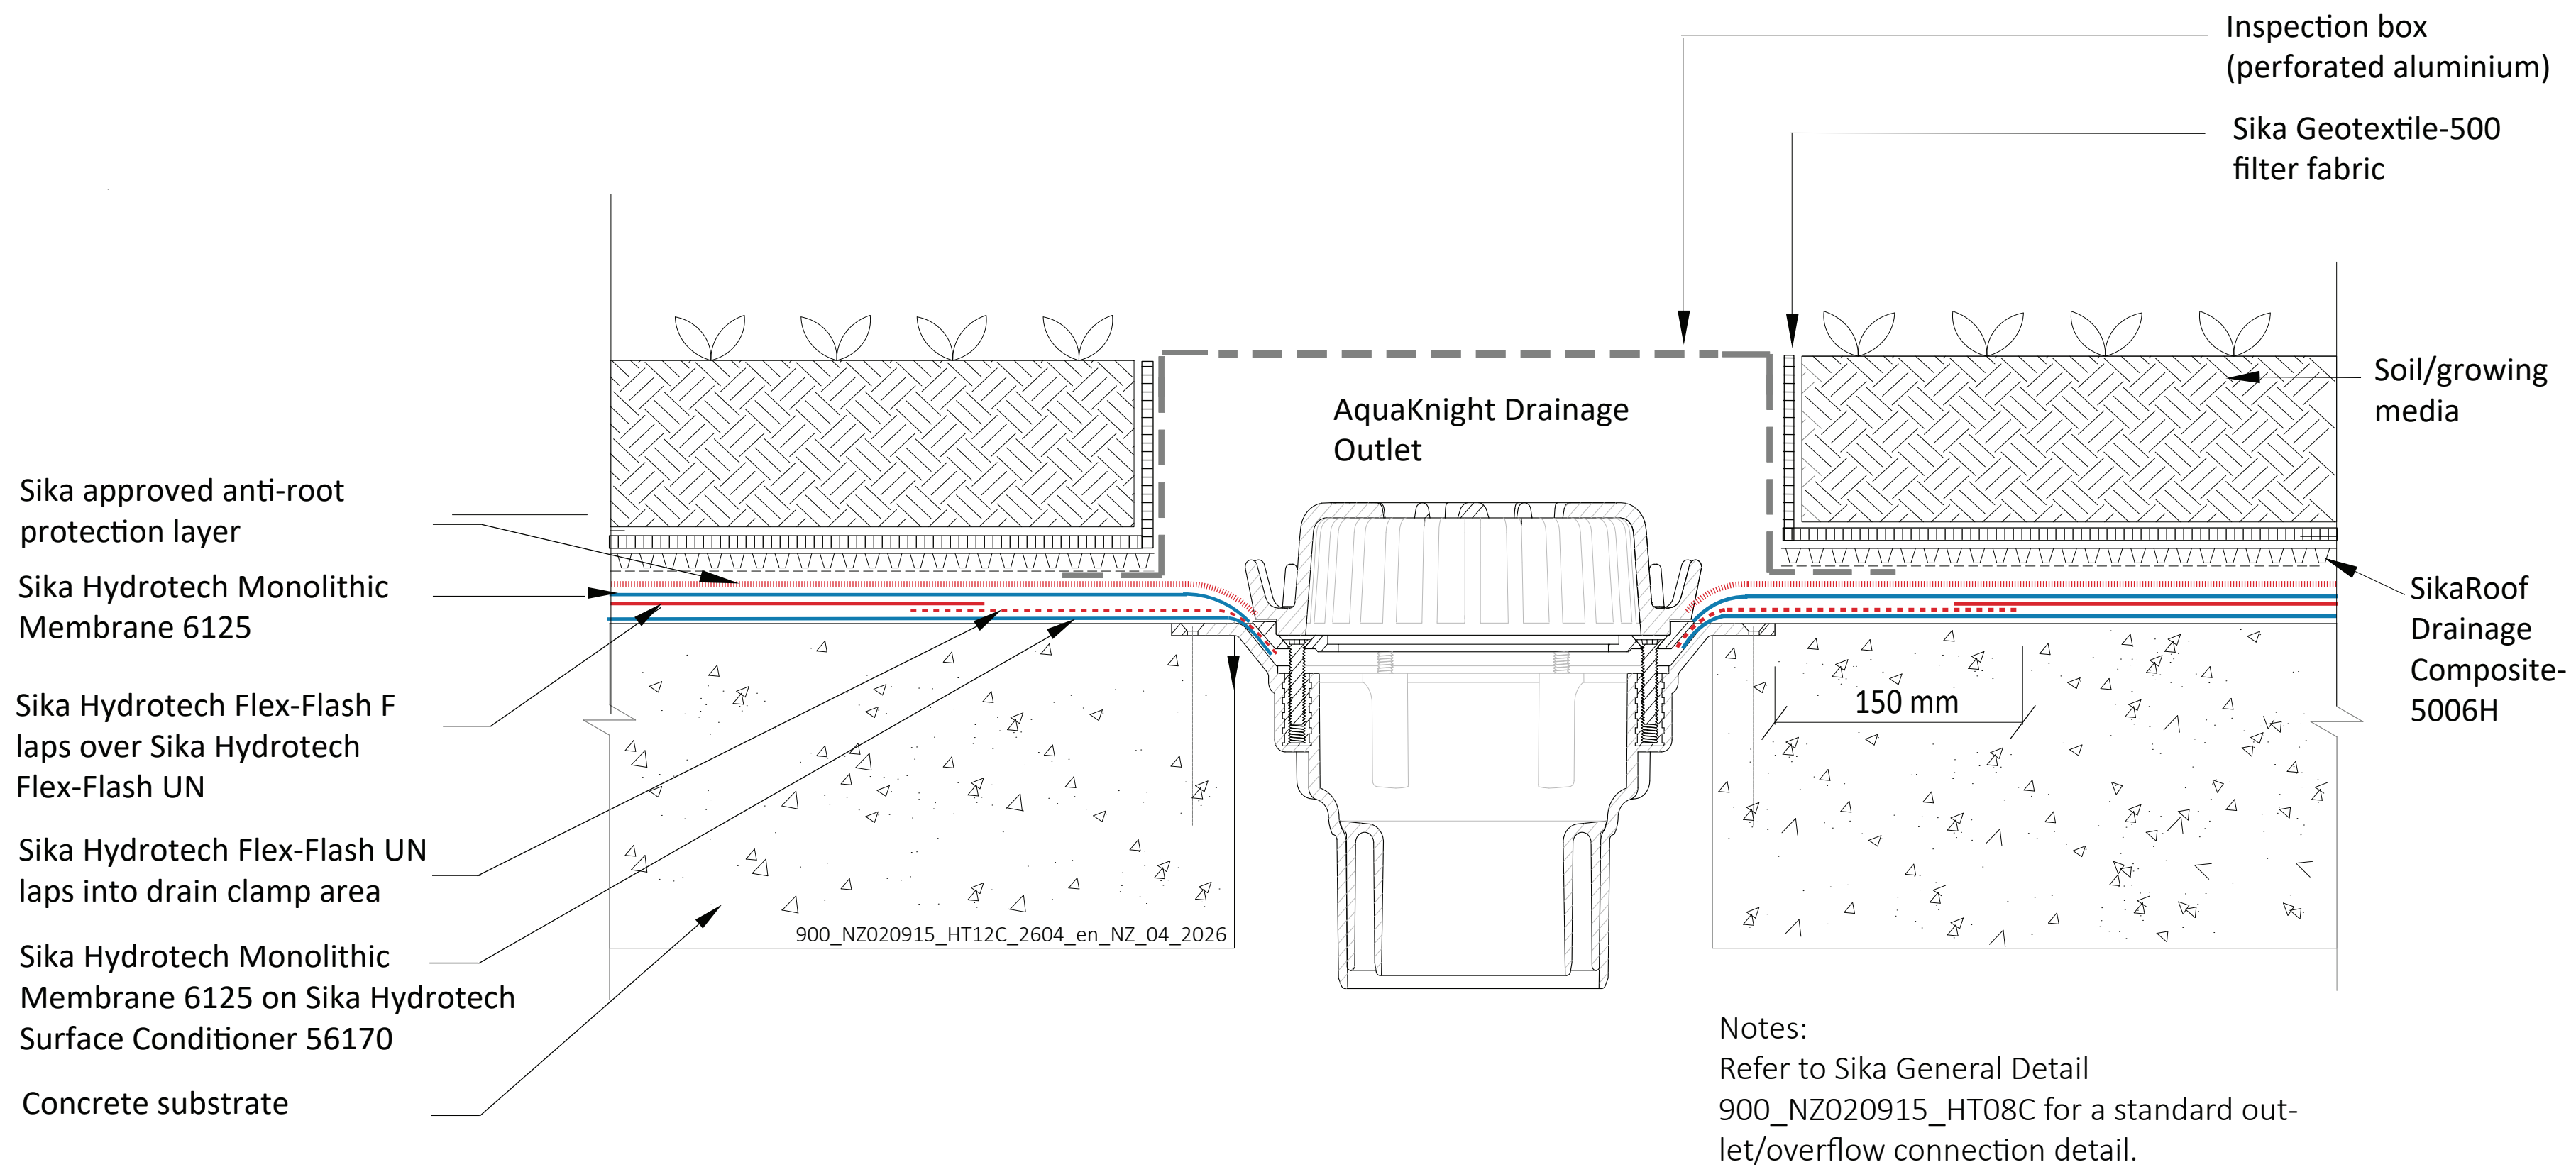 Inspection box
(perforated aluminium)
Sika Geotextile-500
filter fabric
Soil/growing
media
AquaKnight Drainage
Outlet
Sika approved anti-root
protection layer
Sika Hydrotech Monolithic
Membrane 6125
SikaRoof
Drainage
Composite-
5006H
150 mm
Sika Hydrotech Flex-Flash F
laps over Sika Hydrotech
Flex-Flash UN
Sika Hydrotech Flex-Flash UN
laps into drain clamp area
900_NZ020915_HT12C_2604_en_NZ_04_2026
Sika Hydrotech Monolithic
Membrane 6125 on Sika Hydrotech
Surface Conditioner 56170
Concrete substrate
Notes:
Refer to Sika General Detail
900_NZ020915_HT08C for a standard out-
let/overflow connection detail.